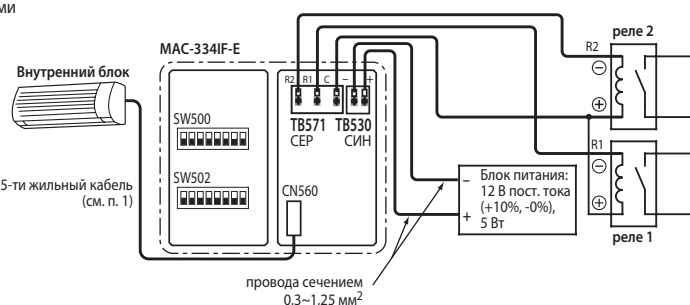 ми
MAC-334IF-E
реле 2
R2
Внутренний блок
R2 R1 C − +
⊖
SW500
TB571 TB530
СЕР СИН
⊕
R1
5-ти жильный кабель
(см. п. 1)
SW502
CN560
− Блок питания:
12 В пост. тока
(+10%, -0%),
+ 5 Вт
⊖
⊕
реле 1
провода сечением
0,3~1,25 мм²